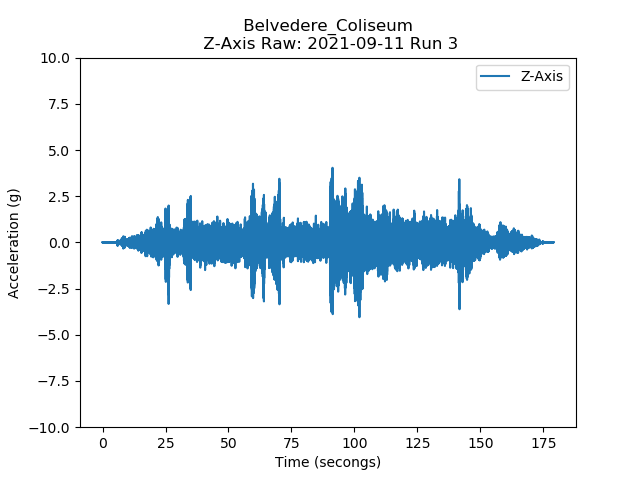 Belvedere_Coliseum
Z-Axis Raw: 2021-09-11 Run 3
Z-Axis
10.0
7.5
5.0
2.5
0.0
−2.5
−5.0
−7.5
−10.0
Acceleration (g)
0 25 50 75 100 125 150 175
Time (secongs)